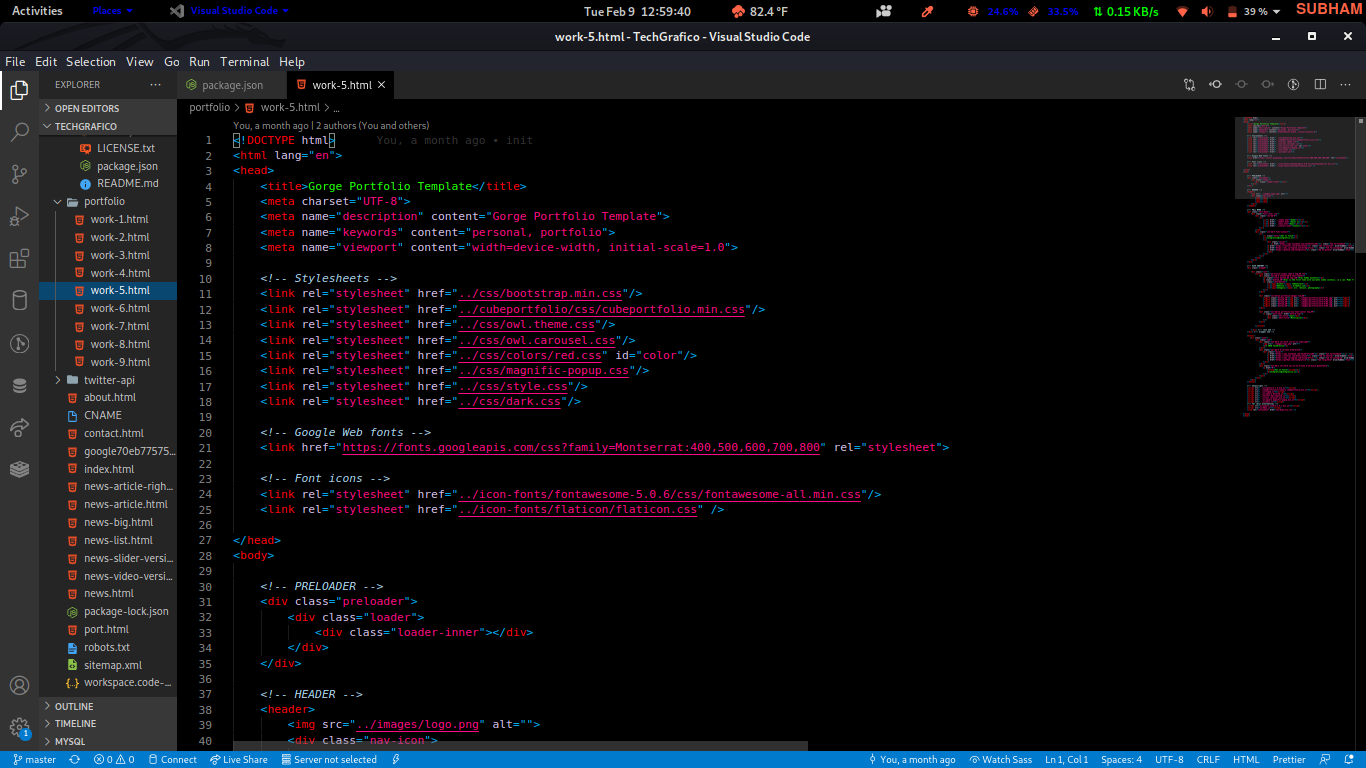 Activities Places Visual Studio Code Tue Feb 9 12:59:40 82.4 °F 24.6% 33.5% 0.15 KB/s 39 % SUBHAM
work-5.html - TechGrafico - Visual Studio Code
File Edit Selection View Go Run Terminal Help
EXPLORER ···
OPEN EDITORS
TECHGRAFICO
LICENSE.txt
package.json
README.md
portfolio
work-1.html
work-2.html
work-3.html
work-4.html
work-5.html
work-6.html
work-7.html
work-8.html
work-9.html
twitter-api
about.html
CNAME
contact.html
google70eb77575...
index.html
news-article-righ...
news-article.html
news-big.html
news-list.html
news-slider-versi...
news-video-versi...
news.html
package-lock.json
port.html
robots.txt
sitemap.xml
workspace.code-...
OUTLINE
TIMELINE
MYSQL
package.json work-5.html
portfolio > work-5.html > ...
You, a month ago | 2 authors (You and others)
1 <!DOCTYPE html> You, a month ago • init
2 <html lang="en">
3 <head>
4 <title>Gorge Portfolio Template</title>
5 <meta charset="UTF-8">
6 <meta name="description" content="Gorge Portfolio Template">
7 <meta name="keywords" content="personal, portfolio">
8 <meta name="viewport" content="width=device-width, initial-scale=1.0">
9
10 <!-- Stylesheets -->
11 <link rel="stylesheet" href="../css/bootstrap.min.css"/>
12 <link rel="stylesheet" href="../cubeportfolio/css/cubeportfolio.min.css"/>
13 <link rel="stylesheet" href="../css/owl.theme.css"/>
14 <link rel="stylesheet" href="../css/owl.carousel.css"/>
15 <link rel="stylesheet" href="../css/colors/red.css" id="color"/>
16 <link rel="stylesheet" href="../css/magnific-popup.css"/>
17 <link rel="stylesheet" href="../css/style.css"/>
18 <link rel="stylesheet" href="../css/dark.css"/>
19
20 <!-- Google Web fonts -->
21 <link href="https://fonts.googleapis.com/css?family=Montserrat:400,500,600,700,800" rel="stylesheet">
22
23 <!-- Font icons -->
24 <link rel="stylesheet" href="../icon-fonts/fontawesome-5.0.6/css/fontawesome-all.min.css"/>
25 <link rel="stylesheet" href="../icon-fonts/flaticon/flaticon.css" />
26
27 </head>
28 <body>
29
30 <!-- PRELOADER -->
31 <div class="preloader">
32 <div class="loader">
33 <div class="loader-inner"></div>
34 </div>
35 </div>
36
37 <!-- HEADER -->
38 <header>
39 <img src="../images/logo.png" alt="">
40 <div class="nav-icon">
1
master 0 0 Connect Live Share Server not selected You, a month ago Watch Sass Ln 1, Col 1 Spaces: 4 UTF-8 CRLF HTML Prettier